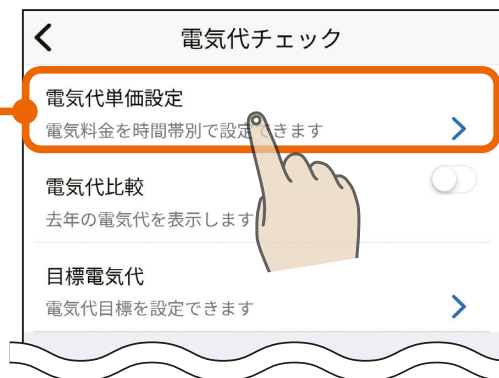 電気代チェック
電気代単価設定
電気料金を時間帯別で設定できます
電気代比較
去年の電気代を表示します
目標電気代
電気代目標を設定できます